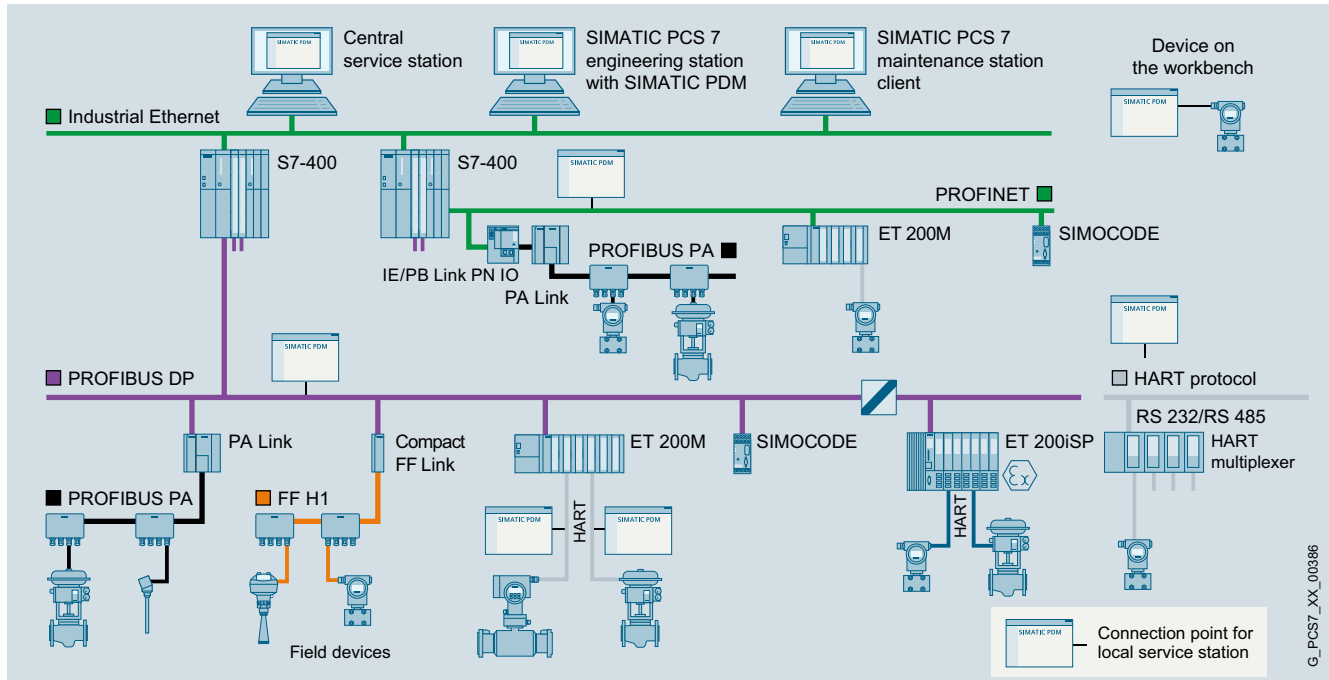 SIMATIC PDM
Central
service station
SIMATIC PDM
SIMATIC PCS 7
engineering station
with SIMATIC PDM
SIMATIC PDM
SIMATIC PCS 7
maintenance station
client
Device on
the workbench
SIMATIC PDM
Industrial Ethernet
S7-400
S7-400
SIMATIC PDM
PROFINET
IE/PB Link PN IO
PA Link
PROFIBUS PA
ET 200M
SIMOCODE
SIMATIC PDM
SIMATIC PDM
PROFIBUS DP
HART protocol
PA Link
Compact
FF Link
ET 200M
SIMOCODE
ET 200iSP
Ex
RS 232/RS 485
HART
multiplexer
PROFIBUS PA
FF H1
SIMATIC PDM
HART
SIMATIC PDM
HART
Field devices
SIMATIC PDM
Connection point for
local service station
G_PCS7_XX_00386